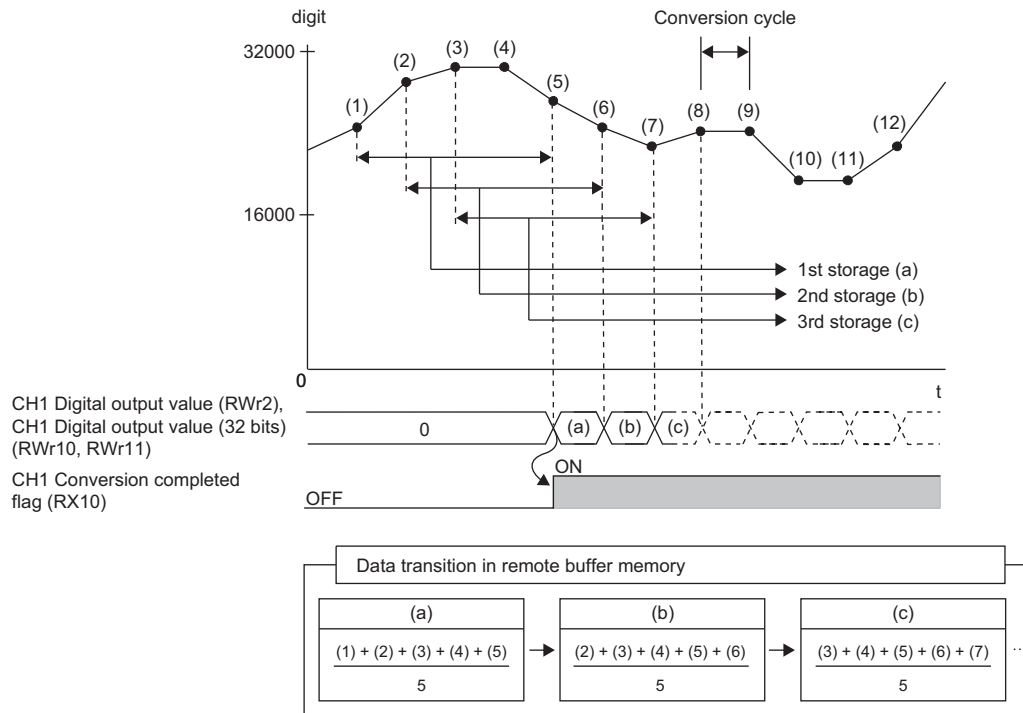 digit
Conversion cycle
32000
(1)
(2)
(3)
(4)
(5)
(6)
(7)
(8)
(9)
(10)
(11)
(12)
16000
1st storage (a)
2nd storage (b)
3rd storage (c)
0
t
CH1 Digital output value (RWr2),
CH1 Digital output value (32 bits)
(RWr10, RWr11)
0
(a)
(b)
(c)
CH1 Conversion completed
flag (RX10)
OFF
ON
Data transition in remote buffer memory
(a)
(1) + (2) + (3) + (4) + (5)
5
(b)
(2) + (3) + (4) + (5) + (6)
5
(c)
(3) + (4) + (5) + (6) + (7)
5
...